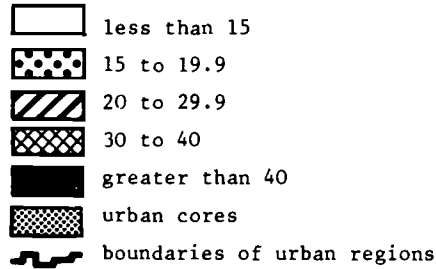 less than 15
15 to 19.9
20 to 29.9
30 to 40
greater than 40
urban cores
boundaries of urban regions